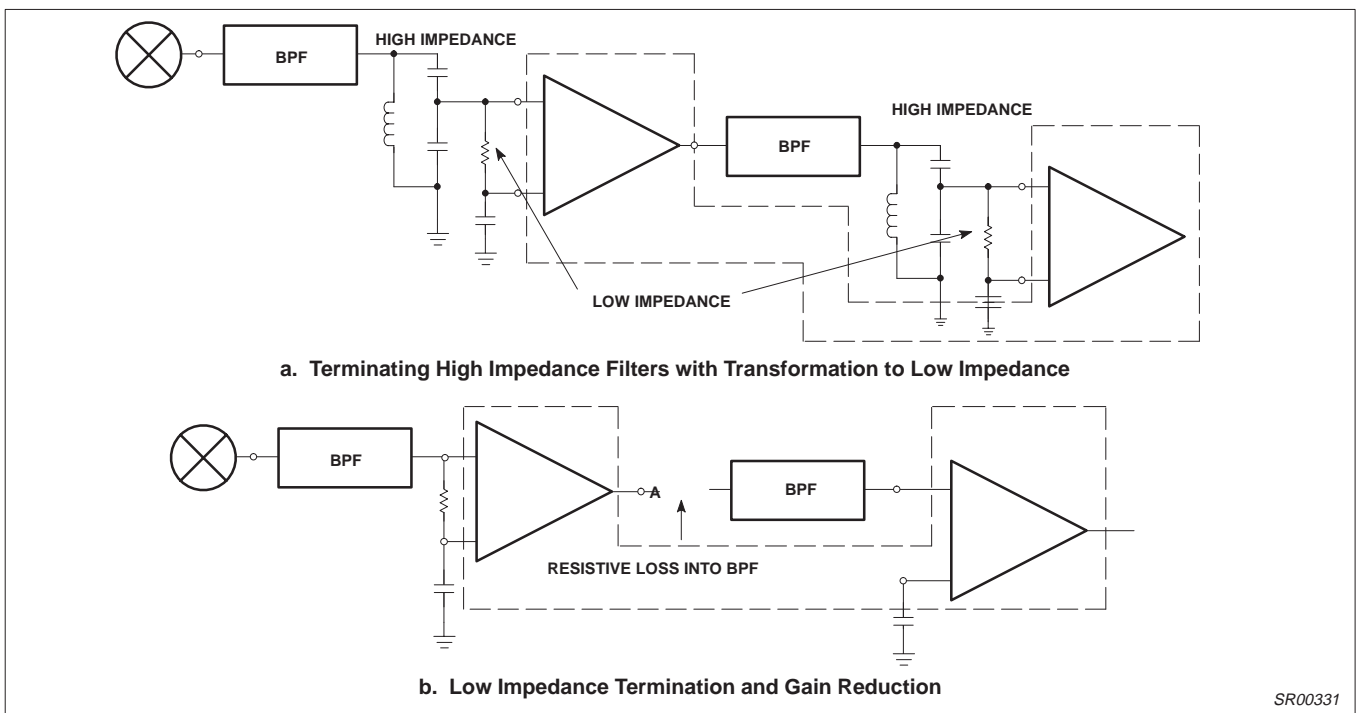 BPF
HIGH IMPEDANCE
BPF
HIGH IMPEDANCE
LOW IMPEDANCE
a. Terminating High Impedance Filters with Transformation to Low Impedance
BPF
A
BPF
RESISTIVE LOSS INTO BPF
b. Low Impedance Termination and Gain Reduction
SR00331